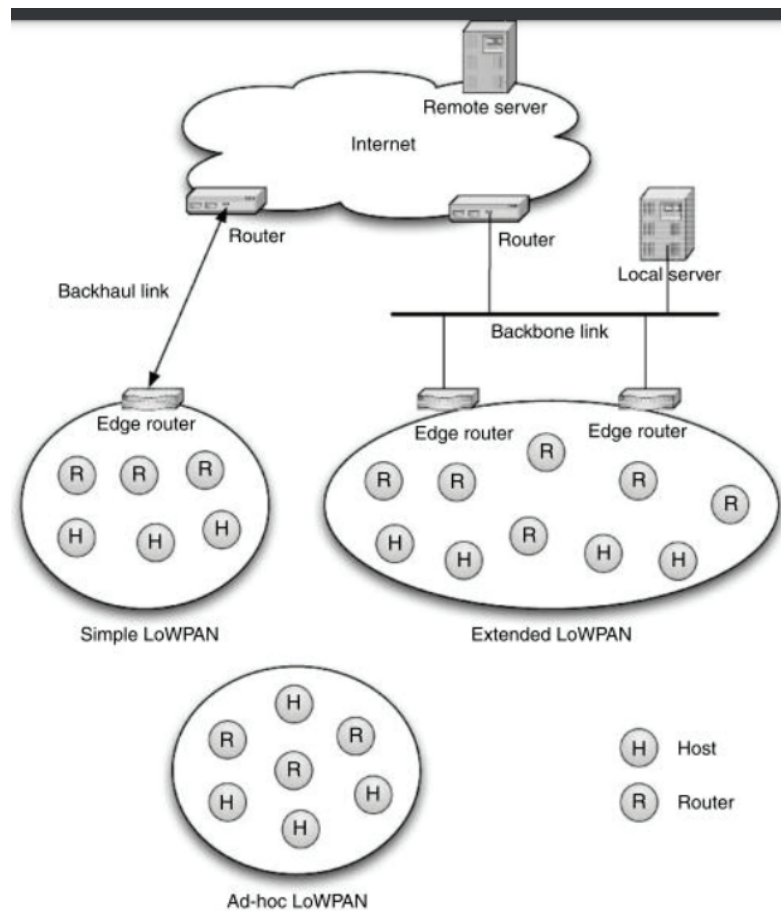 Remote server
Internet
Router
Router
Local server
Backhaul link
Backbone link
Edge router
Edge router
Edge router
R
R R R
R R R
R
H H H
H H R H H
Simple LoWPAN
Extended LoWPAN
H
R R
R
H H
H
H Host
R Router
Ad-hoc LoWPAN